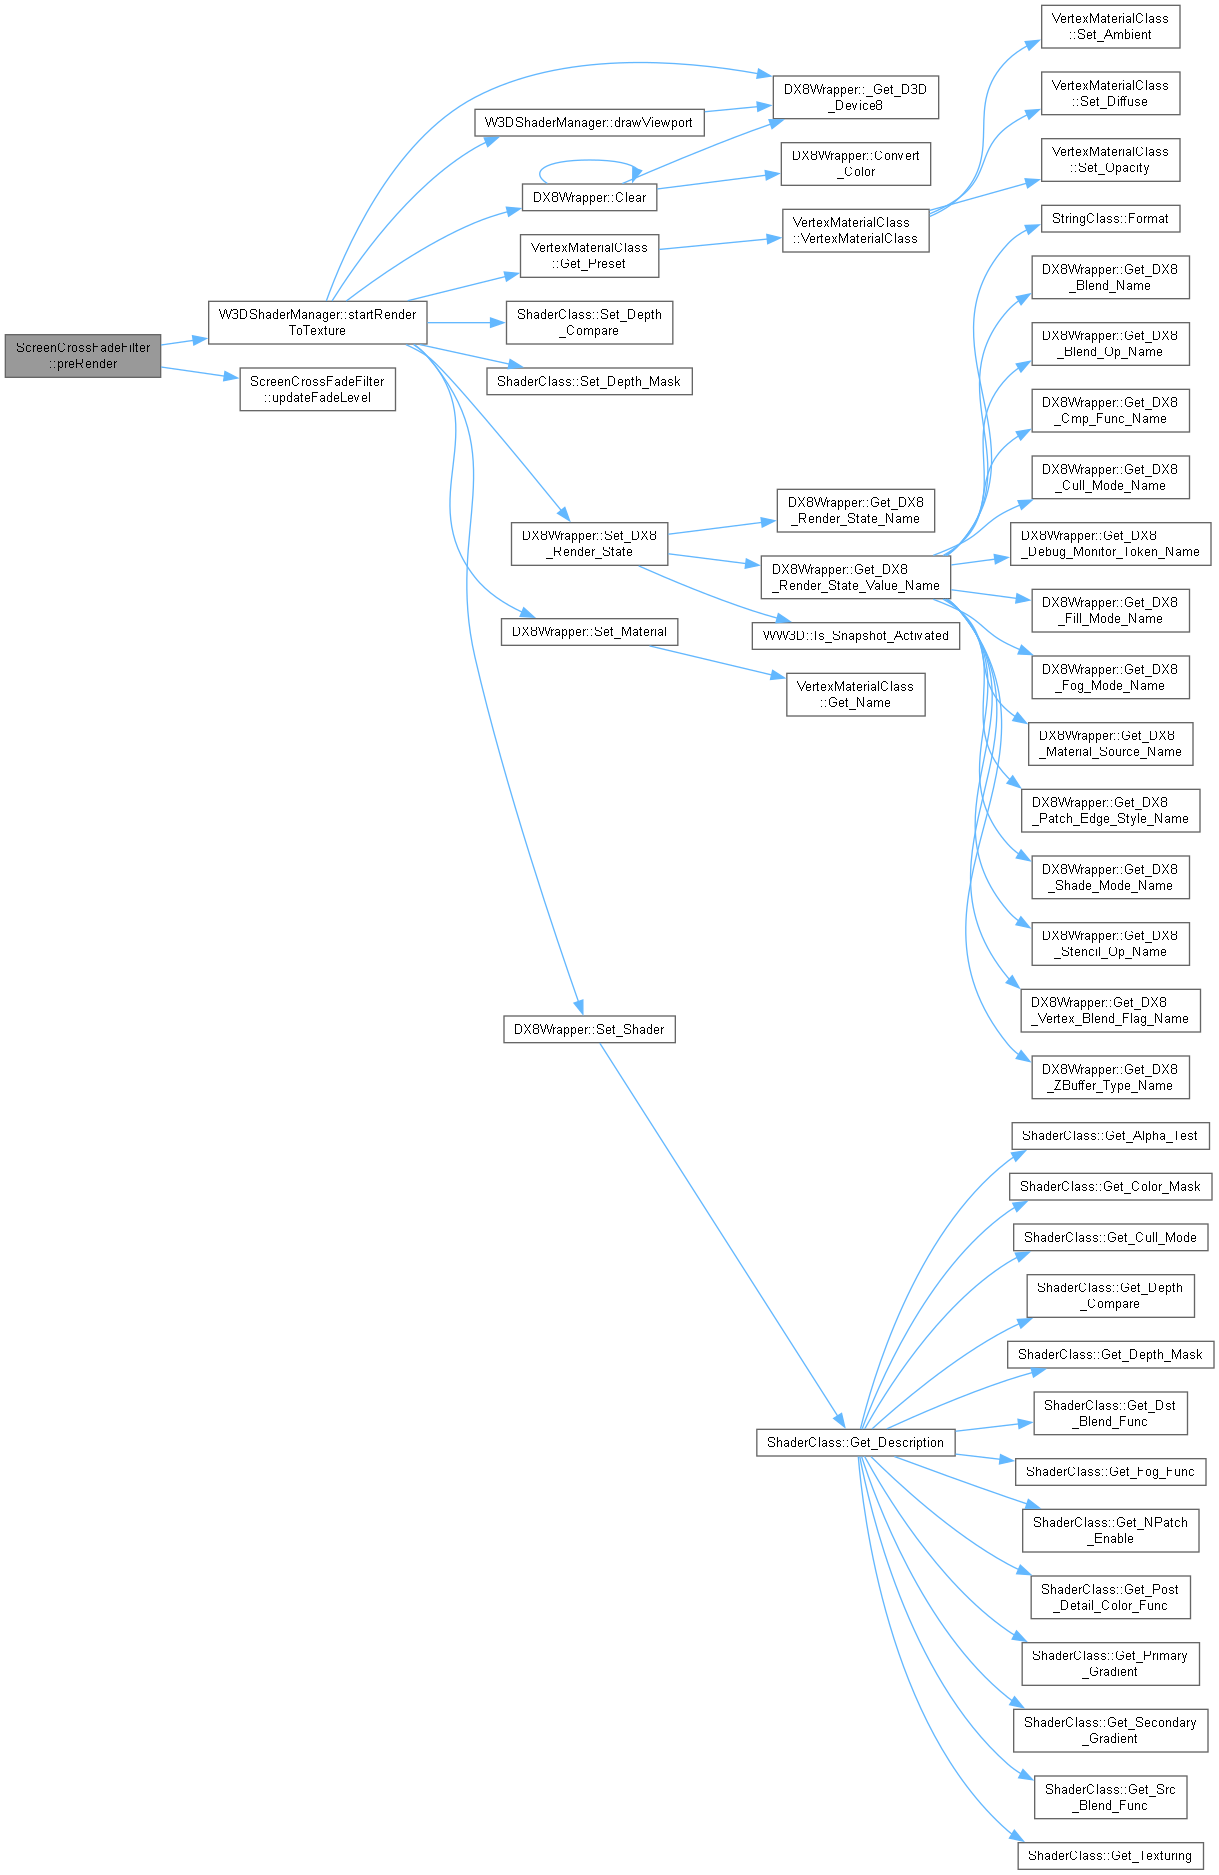 ScreenCrossFadeFilter
::preRender
W3DShaderManager::startRender
ToTexture
ScreenCrossFadeFilter
::updateFadeLevel
W3DShaderManager::drawViewport
DX8Wrapper::Clear
VertexMaterialClass
::Get_Preset
ShaderClass::Set_Depth
_Compare
ShaderClass::Set_Depth_Mask
DX8Wrapper::Set_DX8
_Render_State
DX8Wrapper::Set_Material
DX8Wrapper::Set_Shader
DX8Wrapper::_Get_D3D
_Device8
DX8Wrapper::Convert
_Color
VertexMaterialClass
::VertexMaterialClass
DX8Wrapper::Get_DX8
_Render_State_Name
DX8Wrapper::Get_DX8
_Render_State_Value_Name
WW3D::Is_Snapshot_Activated
VertexMaterialClass
::Get_Name
ShaderClass::Get_Description
VertexMaterialClass
::Set_Ambient
VertexMaterialClass
::Set_Diffuse
VertexMaterialClass
::Set_Opacity
StringClass::Format
DX8Wrapper::Get_DX8
_Blend_Name
DX8Wrapper::Get_DX8
_Blend_Op_Name
DX8Wrapper::Get_DX8
_Cmp_Func_Name
DX8Wrapper::Get_DX8
_Cull_Mode_Name
DX8Wrapper::Get_DX8
_Debug_Monitor_Token_Name
DX8Wrapper::Get_DX8
_Fill_Mode_Name
DX8Wrapper::Get_DX8
_Fog_Mode_Name
DX8Wrapper::Get_DX8
_Material_Source_Name
DX8Wrapper::Get_DX8
_Patch_Edge_Style_Name
DX8Wrapper::Get_DX8
_Shade_Mode_Name
DX8Wrapper::Get_DX8
_Stencil_Op_Name
DX8Wrapper::Get_DX8
_Vertex_Blend_Flag_Name
DX8Wrapper::Get_DX8
_ZBuffer_Type_Name
ShaderClass::Get_Alpha_Test
ShaderClass::Get_Color_Mask
ShaderClass::Get_Cull_Mode
ShaderClass::Get_Depth
_Compare
ShaderClass::Get_Depth_Mask
ShaderClass::Get_Dst
_Blend_Func
ShaderClass::Get_Fog_Func
ShaderClass::Get_NPatch
_Enable
ShaderClass::Get_Post
_Detail_Color_Func
ShaderClass::Get_Primary
_Gradient
ShaderClass::Get_Secondary
_Gradient
ShaderClass::Get_Src
_Blend_Func
ShaderClass::Get_Texturing